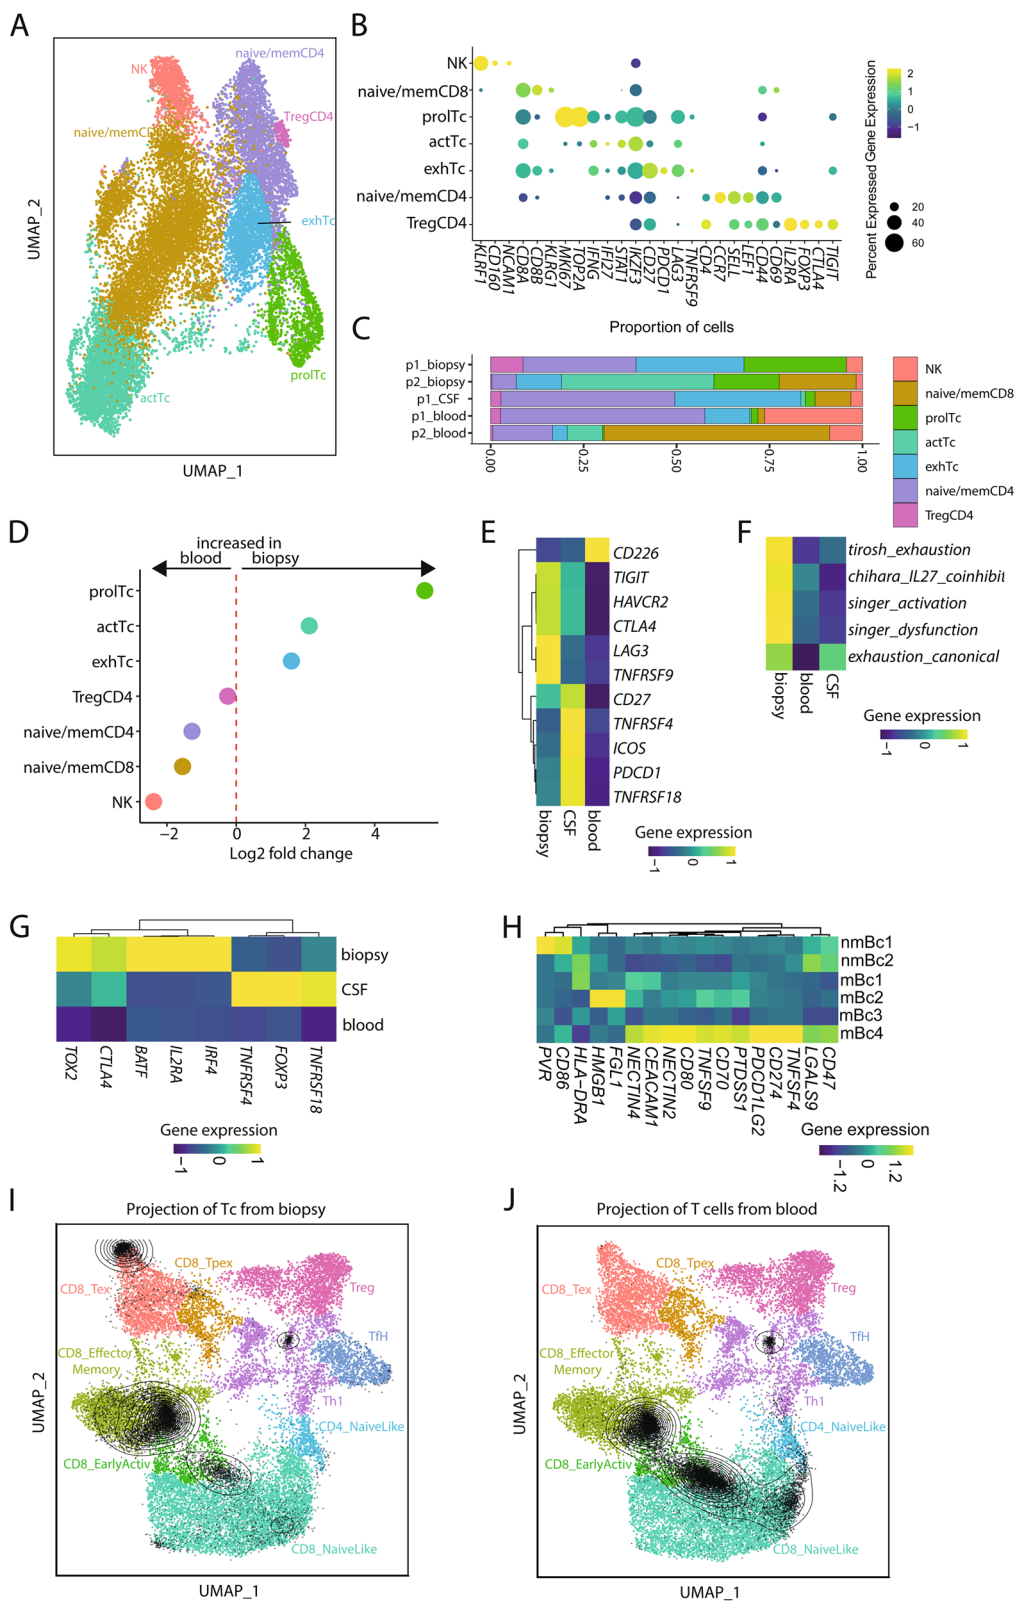 A
naive/memCD4
NK
TregCD4
naive/memCD
exhTc
prolTc
actTc
UMAP_2
UMAP_1
B
NK
naive/memCD8
prolTc
actTc
exhTc
naive/memCD4
TregCD4
KLRF1
CD160
NCAM1
CD8A
CD8B
KLRG1
MKI67
TOP2A
IFNG
IFI27
STAT1
IKZF3
CD27
PDCD1
LAG3
TNFRSF9
CD4
CCR7
SELL
LEF1
CD44
CD69
IL2RA
FOXP3
CTLA4
TIGIT
Percent Expressed Gene Expression
2
1
0
−1
20
40
60
C
Proportion of cells
p1_biopsy
p2_biopsy
p1_CSF
p1_blood
p2_blood
0.00
0.25
0.50
0.75
1.00
NK
naive/memCD8
prolTc
actTc
exhTc
naive/memCD4
TregCD4
D
increased in
blood biopsy
prolTc
actTc
exhTc
TregCD4
naive/memCD4
naive/memCD8
NK
−2 0 2 4
Log2 fold change
E
CD226
TIGIT
HAVCR2
CTLA4
LAG3
TNFRSF9
CD27
TNFRSF4
ICOS
PDCD1
TNFRSF18
biopsy
CSF
blood
Gene expression
−1
0
1
F
tirosh_exhaustion
chihara_IL27_coinhibit
singer_activation
singer_dysfunction
exhaustion_canonical
biopsy
blood
CSF
Gene expression
−1
0
1
G
biopsy
CSF
blood
TOX2
CTLA4
BATF
IL2RA
IRF4
TNFRSF4
FOXP3
TNFRSF18
Gene expression
−1
0
1
H
nmBc1
nmBc2
mBc1
mBc2
mBc3
mBc4
PVR
CD86
HLA−DRA
HMGB1
FGL1
NECTIN4
CEACAM1
NECTIN2
CD80
TNFSF9
CD70
PTDSS1
PDCD1LG2
CD274
TNFSF4
LGALS9
CD47
Gene expression
−1.2
0
1.2
I
Projection of Tc from biopsy
CD8_Tpex
CD8_Tex
Treg
TfH
CD8_Effector
Memory
Th1
CD4_NaiveLike
CD8_EarlyActiv
CD8_NaiveLike
UMAP_2
UMAP_1
J
Projection of T cells from blood
CD8_Tpex
CD8_Tex
Treg
TfH
CD8_Effector
Memory
Th1
CD4_NaiveLike
CD8_EarlyActiv
CD8_NaiveLike
UMAP_2
UMAP_1